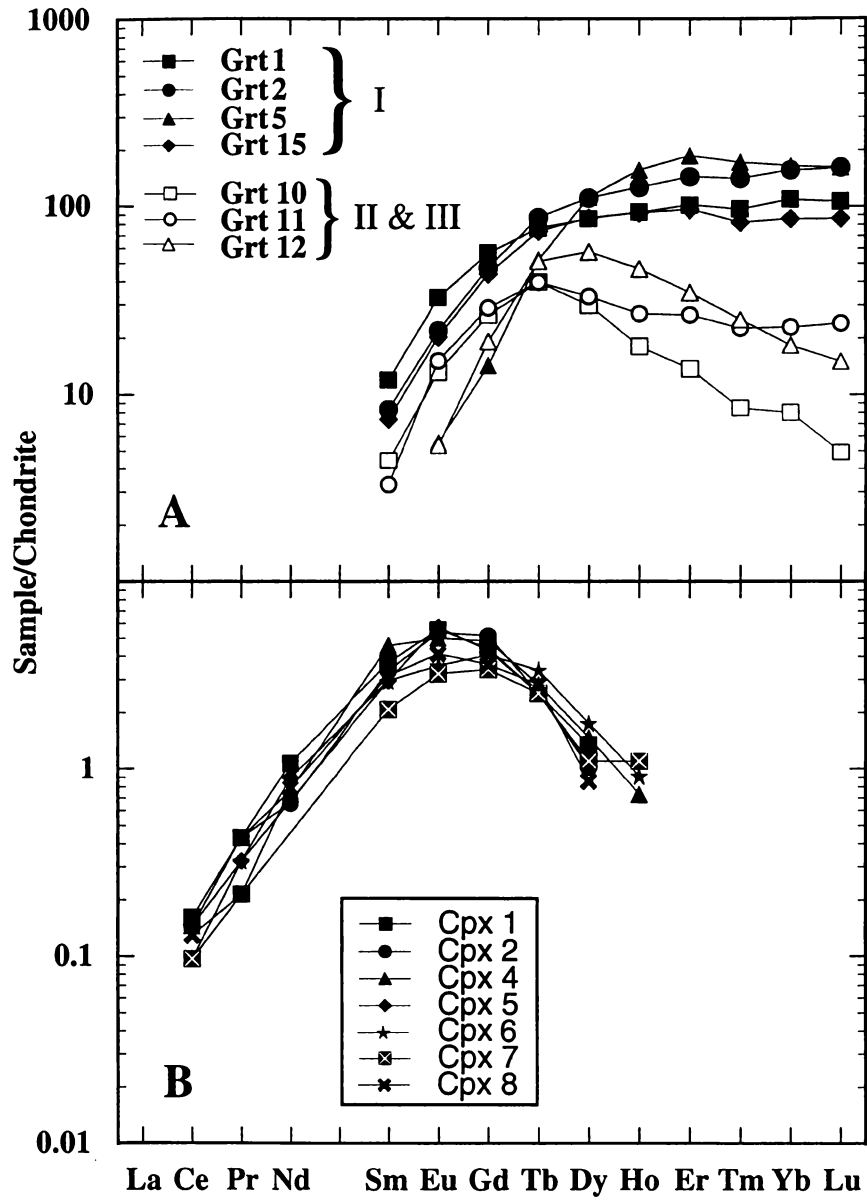 Sample/Chondrite
1000
100
10
1
0.1
0.01
Grt 1
Grt 2
Grt 5
Grt 15
I
Grt 10
Grt 11
Grt 12
II & III
A
Cpx 1
Cpx 2
Cpx 4
Cpx 5
Cpx 6
Cpx 7
Cpx 8
B
La Ce Pr Nd Sm Eu Gd Tb Dy Ho Er Tm Yb Lu